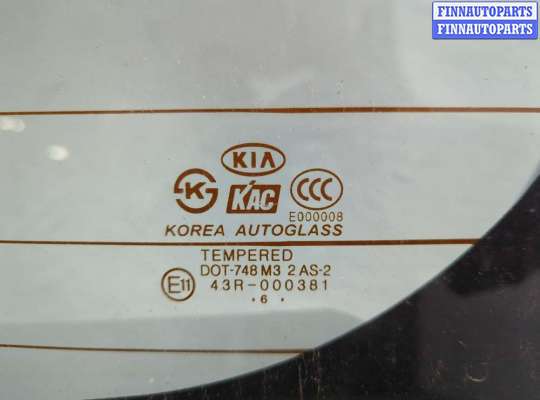 FINNAUTOPARTS
FINNAUTOPARTS
KIA
K KAC CCC
E000008
KOREA AUTOGLASS
TEMPERED
DOT-748 M3 2 AS-2
E11 43R-000381
. 6 .